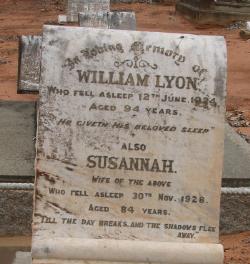 In Loving Memory of
WILLIAM LYON.
WHO FELL ASLEEP 12TH JUNE. 1934
AGED 94 YEARS.
"HE GIVETH HIS BELOVED SLEEP"
ALSO
SUSANNAH.
WIFE OF THE ABOVE
WHO FELL ASLEEP 30TH NOV. 1928.
AGED 84 YEARS.
TILL THE DAY BREAKS, AND THE SHADOWS FLEE
AWAY."